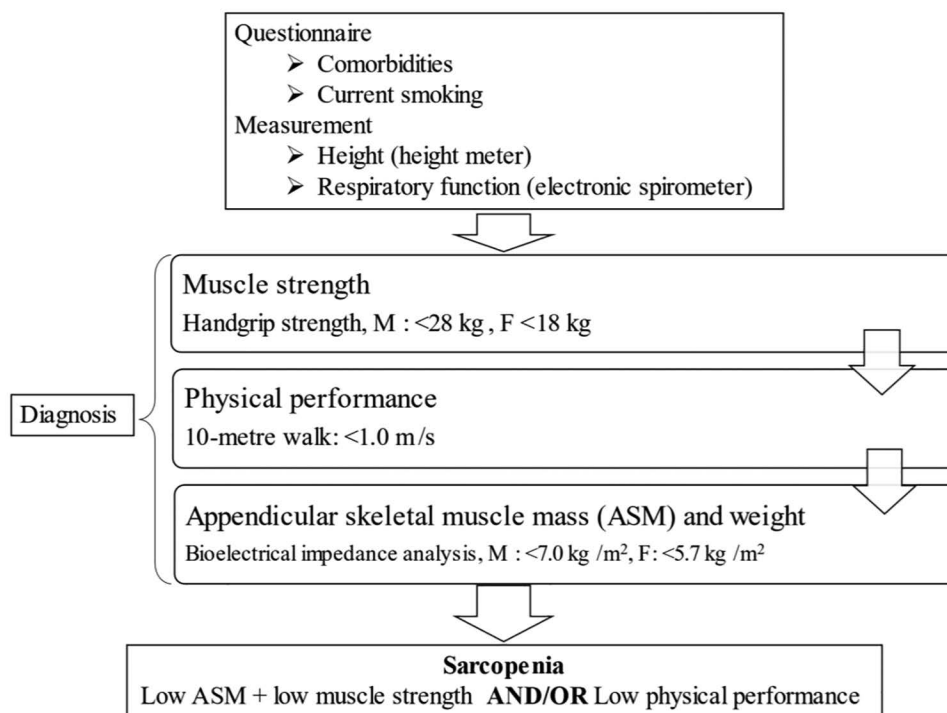 Questionnaire
➢ Comorbidities
➢ Current smoking
Measurement
➢ Height (height meter)
➢ Respiratory function (electronic spirometer)
Muscle strength
Handgrip strength, M : <28 kg , F <18 kg
Diagnosis
Physical performance
10-metre walk: <1.0 m/s
Appendicular skeletal muscle mass (ASM) and weight
Bioelectrical impedance analysis, M : <7.0 kg /m², F: <5.7 kg /m²
Sarcopenia
Low ASM + low muscle strength AND/OR Low physical performance